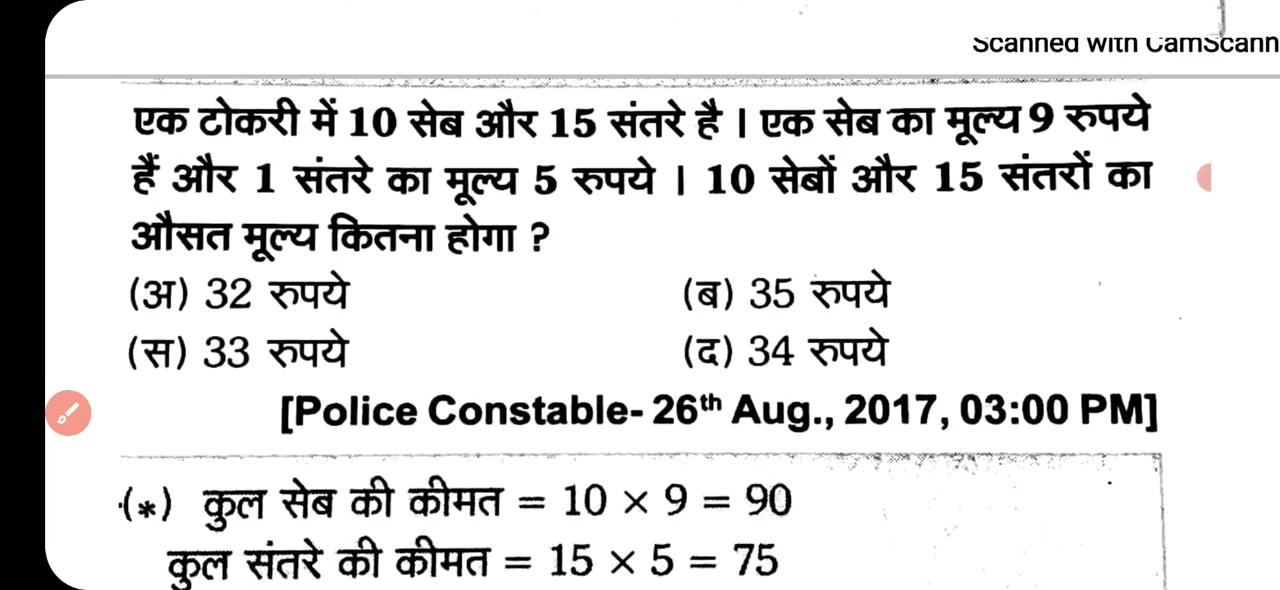 Scanned with CamScann
एक टोकरी में 10 सेब और 15 संतरे है । एक सेब का मूल्य 9 रुपये
हैं और 1 संतरे का मूल्य 5 रुपये । 10 सेबों और 15 संतरों का
औसत मूल्य कितना होगा ?
(अ) 32 रुपये (ब) 35 रुपये
(स) 33 रुपये (द) 34 रुपये
[Police Constable- 26th Aug., 2017, 03:00 PM]
(*) कुल सेब की कीमत = 10 × 9 = 90
कुल संतरे की कीमत = 15 × 5 = 75